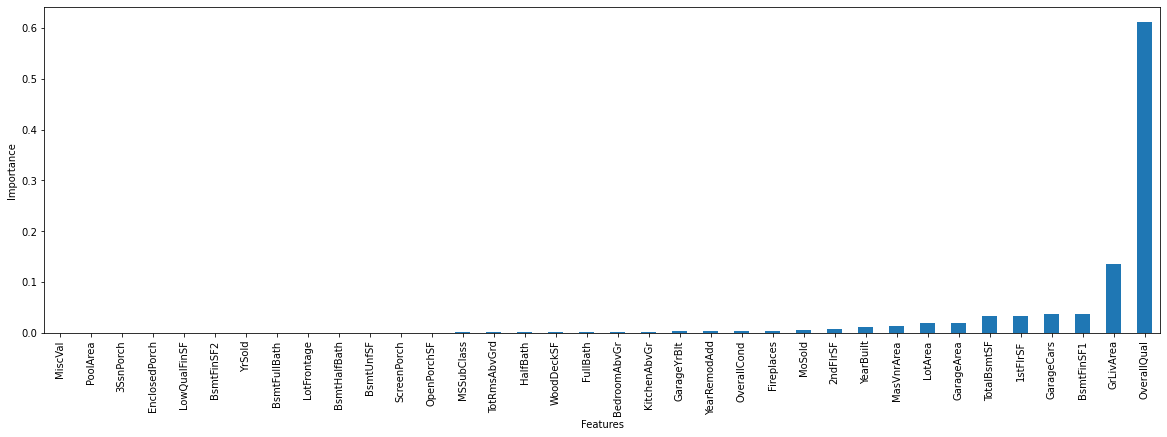 0.6
0.5
0.4
0.3
0.2
0.1
0.0
Importance
MiscVal
PoolArea
3SsnPorch
EnclosedPorch
LowQualFinSF
BsmtFinSF2
YrSold
BsmtFullBath
LotFrontage
BsmtHalfBath
BsmtUnfSF
ScreenPorch
OpenPorchSF
MSSubClass
TotRmsAbvGrd
HalfBath
WoodDeckSF
FullBath
BedroomAbvGr
KitchenAbvGr
GarageYrBlt
YearRemodAdd
OverallCond
Fireplaces
MoSold
2ndFlrSF
YearBuilt
MasVnrArea
LotArea
GarageArea
TotalBsmtSF
1stFlrSF
GarageCars
BsmtFinSF1
GrLivArea
OverallQual
Features